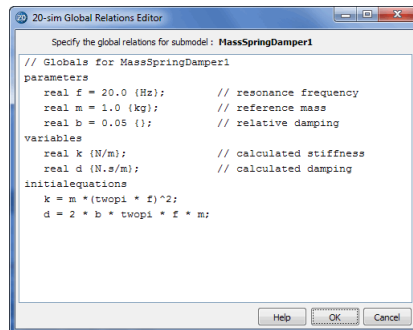 20-sim Global Relations Editor
Specify the global relations for submodel : MassSpringDamper1
// Globals for MassSpringDamper1
parameters
real f = 20.0 {Hz}; // resonance frequency
real m = 1.0 {kg}; // reference mass
real b = 0.05 {}; // relative damping
variables
real k {N/m}; // calculated stiffness
real d {N.s/m}; // calculated damping
initialequations
k = m *(twopi * f)^2;
d = 2 * b * twopi * f * m;
Help OK Cancel